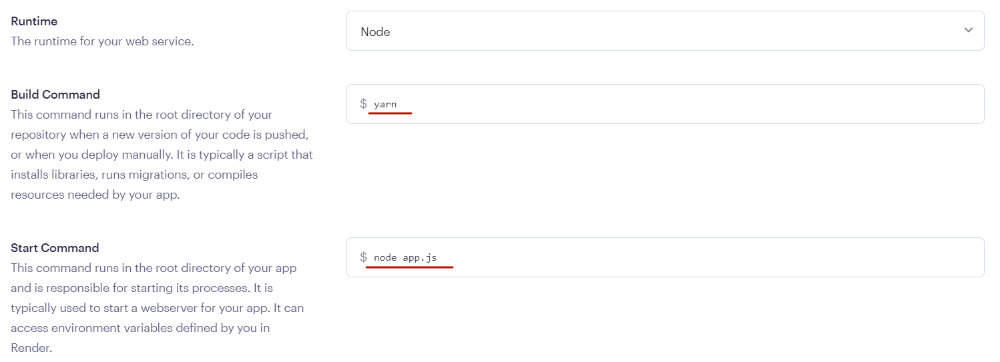 Runtime
The runtime for your web service.
Node
Build Command
This command runs in the root directory of your
repository when a new version of your code is pushed,
or when you deploy manually. It is typically a script that
installs libraries, runs migrations, or compiles
resources needed by your app.
$ yarn
Start Command
This command runs in the root directory of your app
and is responsible for starting its processes. It is
typically used to start a webserver for your app. It can
access environment variables defined by you in
Render.
$ node app.js